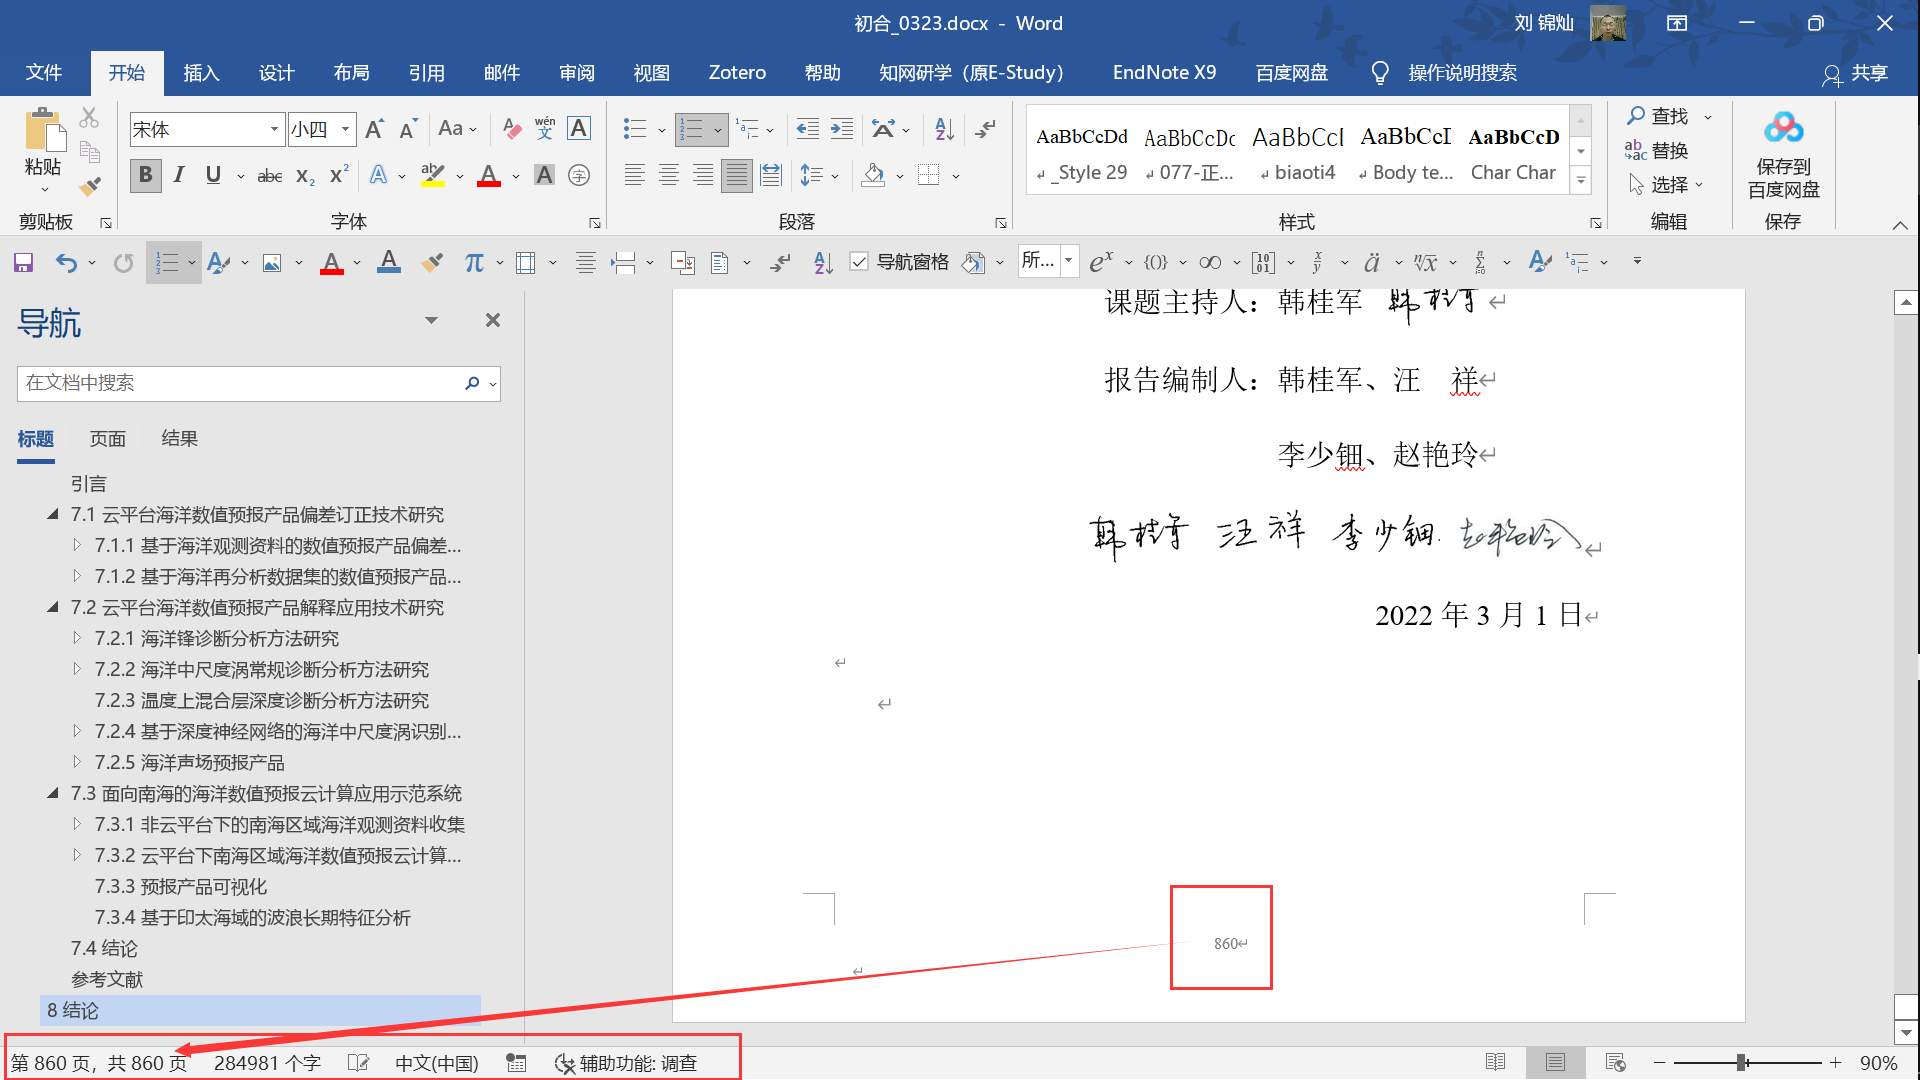 初合_0323.docx - Word
刘 锦灿
文件 开始 插入 设计 布局 引用 邮件 审阅 视图 Zotero 帮助 知网研学（原E-Study） EndNote X9 百度网盘 操作说明搜索 共享
粘贴
剪贴板
宋体 小四 Aa wén 文 A
B I U abc x₂ x² A ab A A 字
字体
段落
AaBbCcDd AaBbCcDc AaBbCcl AaBbCcI AaBbCcD
_Style 29 077-正... biaoti4 Body te... Char Char
样式
查找
替换
选择
编辑
保存到
百度网盘
保存
导航窗格 所...
导航
在文档中搜索
标题 页面 结果
引言
7.1 云平台海洋数值预报产品偏差订正技术研究
7.1.1 基于海洋观测资料的数值预报产品偏差...
7.1.2 基于海洋再分析数据集的数值预报产品...
7.2 云平台海洋数值预报产品解释应用技术研究
7.2.1 海洋锋诊断分析方法研究
7.2.2 海洋中尺度涡常规诊断分析方法研究
7.2.3 温度上混合层深度诊断分析方法研究
7.2.4 基于深度神经网络的海洋中尺度涡识别...
7.2.5 海洋声场预报产品
7.3 面向南海的海洋数值预报云计算应用示范系统
7.3.1 非云平台下的南海区域海洋观测资料收集
7.3.2 云平台下南海区域海洋数值预报云计算...
7.3.3 预报产品可视化
7.3.4 基于印太海域的波浪长期特征分析
7.4 结论
参考文献
8 结论
课题主持人：韩桂军 韩桂军
报告编制人：韩桂军、汪 祥
李少钿、赵艳玲
韩桂军 汪祥 李少钿 赵艳玲
2022 年 3 月 1 日
860
第 860 页，共 860 页 284981 个字 中文(中国) 辅助功能: 调查 90%